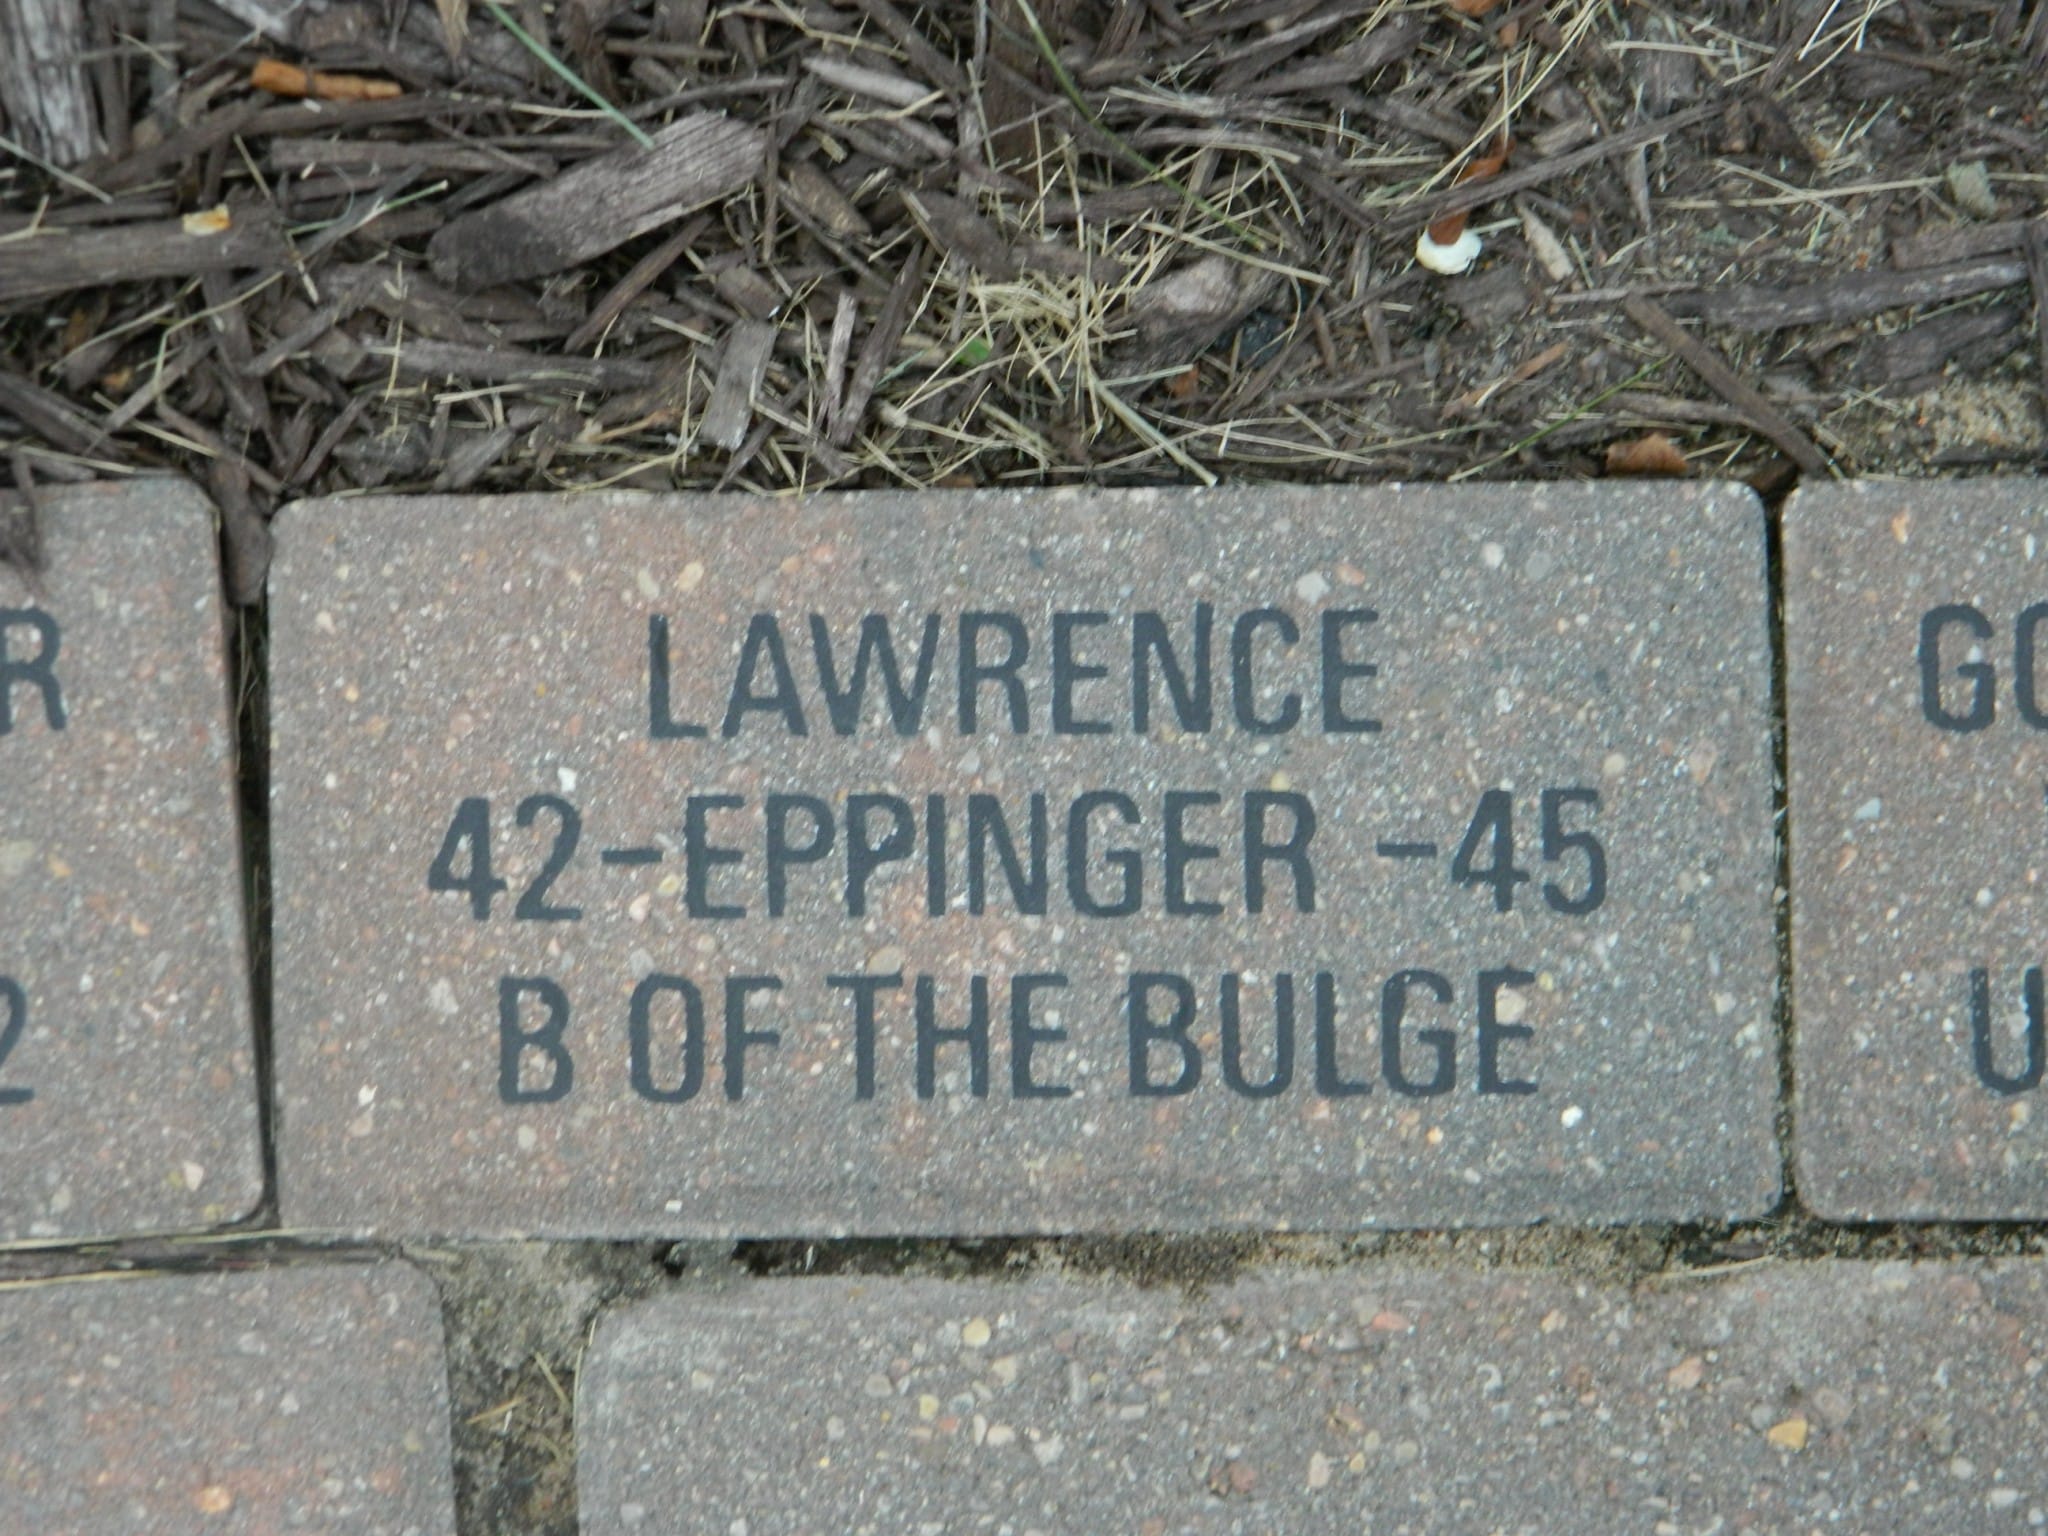 LAWRENCE
42-EPPINGER -45
B OF THE BULGE